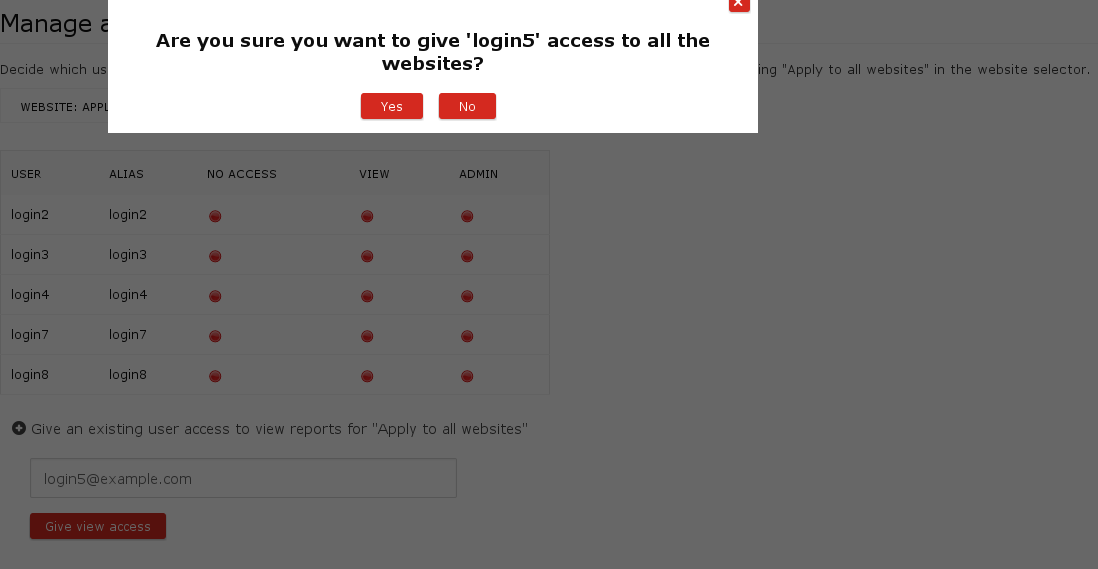 Manage a
Are you sure you want to give 'login5' access to all the
websites?
Decide which us
ing "Apply to all websites" in the website selector.
Yes No
WEBSITE: APPL
USER ALIAS NO ACCESS VIEW ADMIN
login2 login2
login3 login3
login4 login4
login7 login7
login8 login8
Give an existing user access to view reports for "Apply to all websites"
login5@example.com
Give view access